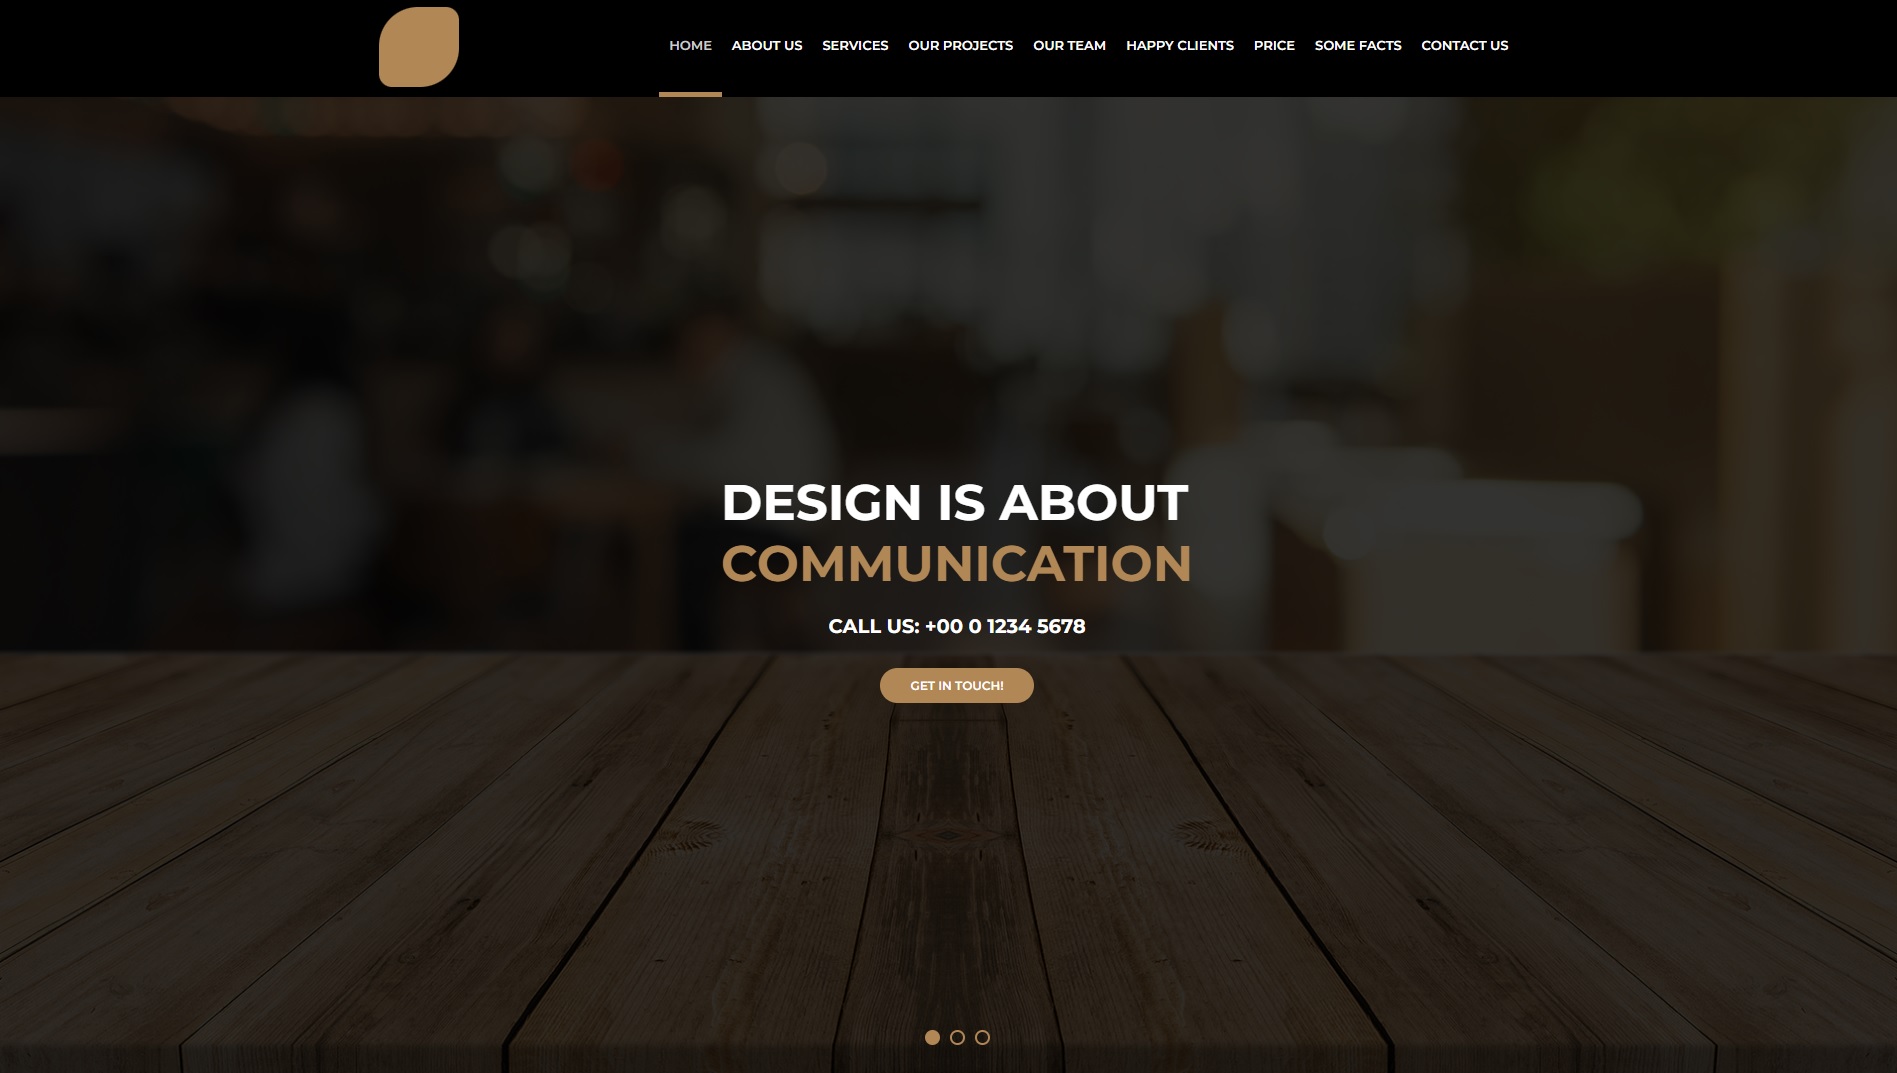 HOME ABOUT US SERVICES OUR PROJECTS OUR TEAM HAPPY CLIENTS PRICE SOME FACTS CONTACT US
DESIGN IS ABOUT
COMMUNICATION
CALL US: +00 0 1234 5678
GET IN TOUCH!